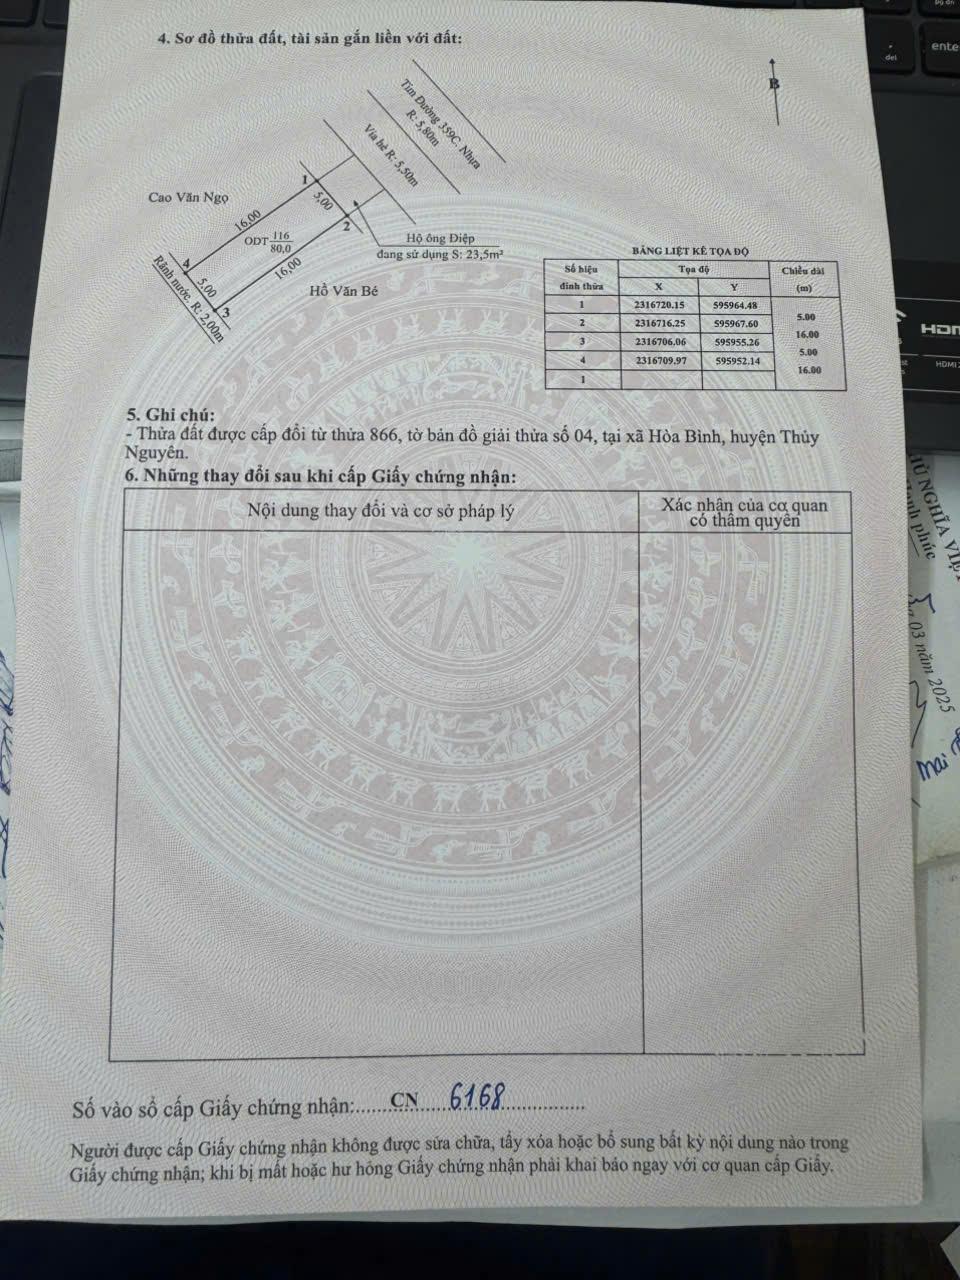 4. Sơ đồ thửa đất, tài sản gắn liền với đất:
B
Tim Đường 359C. Nhựa
R: 5,80m
Vỉa hè R: 5,50m
Cao Văn Ngọ
1
5,00
2
16,00
ODT 116
80,0
16,00
4
5,00
3
Rãnh nước. R: 2,00m
Hộ ông Điệp
đang sử dụng S: 23,5m²
Hồ Văn Bé
BẢNG LIỆT KÊ TỌA ĐỘ
Số hiệu đỉnh thửa Tọa độ Chiều dài (m)
X Y
1 2316720.15 595964.48
5.00
2 2316716.25 595967.60
16.00
3 2316706.06 595955.26
5.00
4 2316709.97 595952.14
16.00
1
5. Ghi chú:
- Thửa đất được cấp đổi từ thửa 866, tờ bản đồ giải thửa số 04, tại xã Hòa Bình, huyện Thủy
Nguyên.
6. Những thay đổi sau khi cấp Giấy chứng nhận:
Nội dung thay đổi và cơ sở pháp lý
Xác nhận của cơ quan
có thẩm quyền
Số vào sổ cấp Giấy chứng nhận:.......CN.....6168..............
Người được cấp Giấy chứng nhận không được sửa chữa, tẩy xóa hoặc bổ sung bất kỳ nội dung nào trong
Giấy chứng nhận; khi bị mất hoặc hư hỏng Giấy chứng nhận phải khai báo ngay với cơ quan cấp Giấy.
NGHĨA VIỆT
phúc
03 năm 2025
Mai
del
enter
HDMI